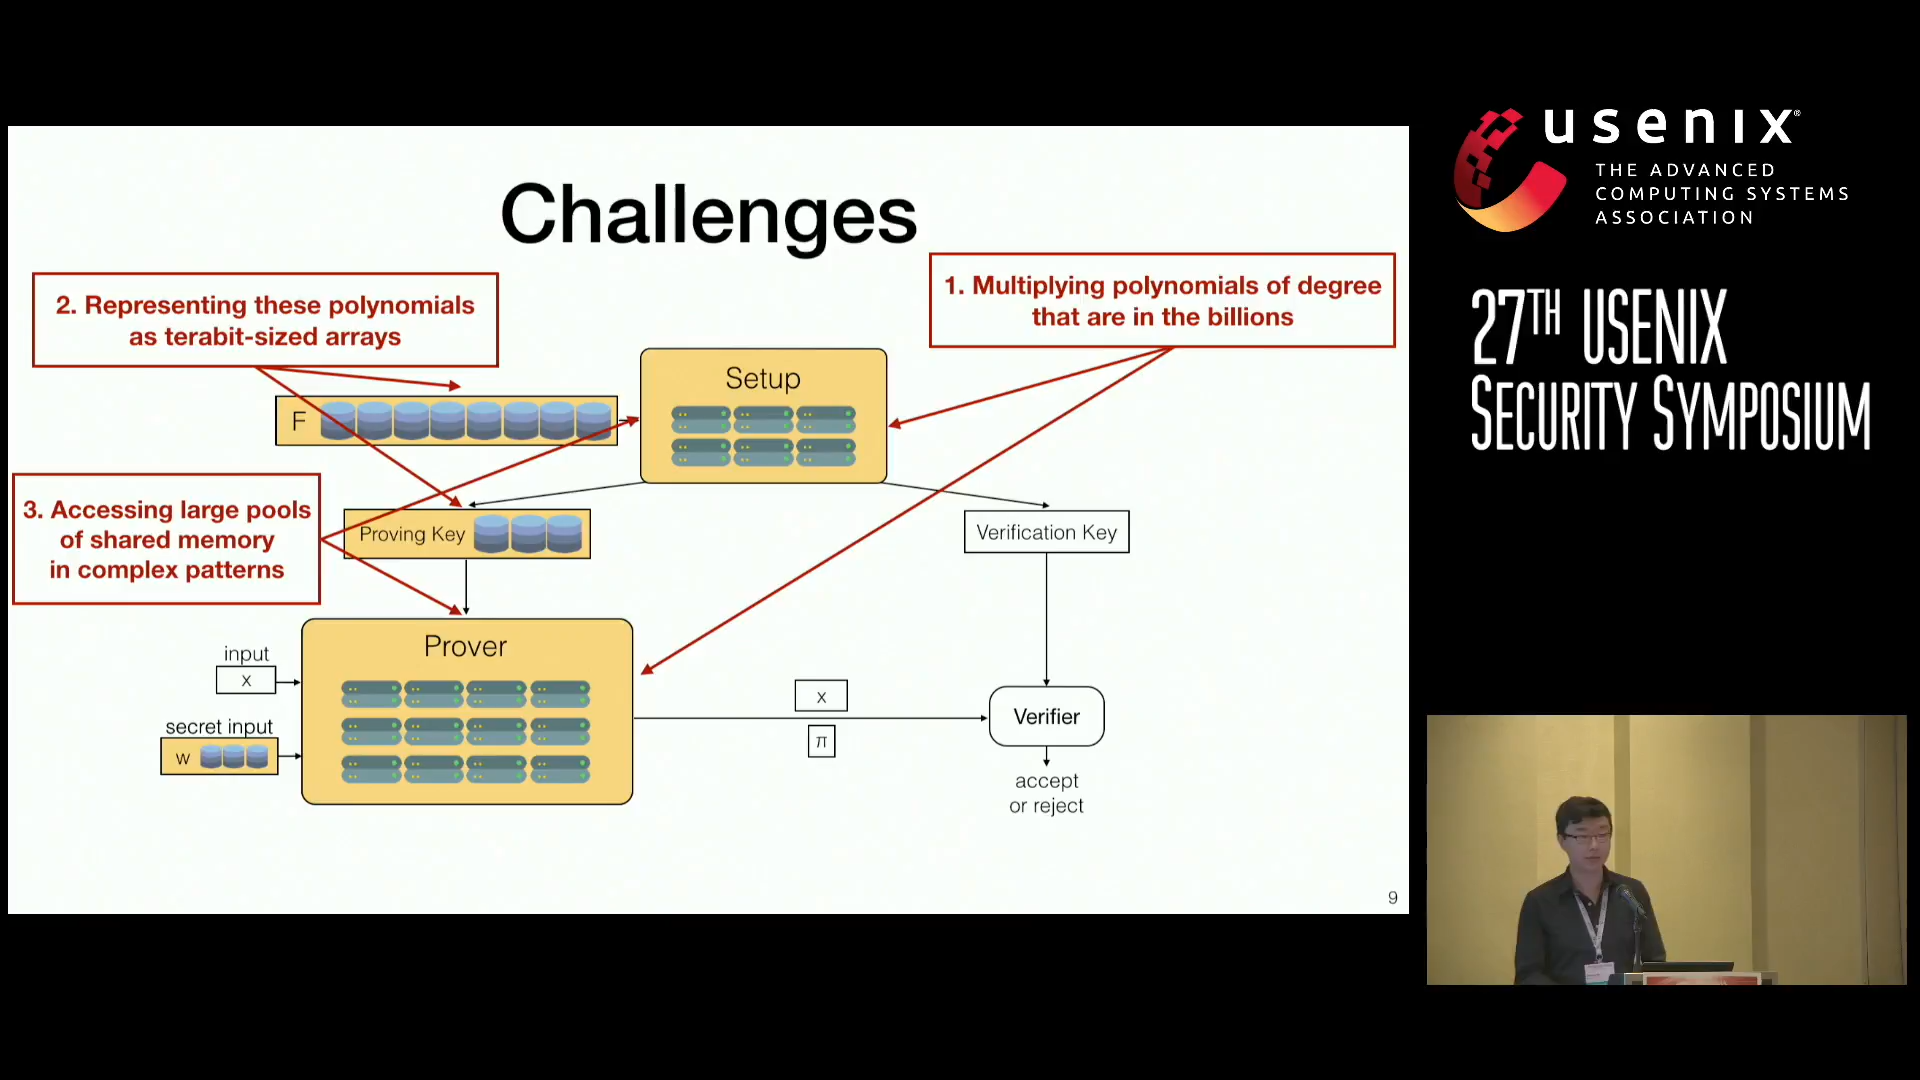 Challenges
1. Multiplying polynomials of degree
that are in the billions
2. Representing these polynomials
as terabit-sized arrays
Setup
F
3. Accessing large pools
of shared memory
in complex patterns
Proving Key
Verification Key
Prover
input
x
secret input
w
x
π
Verifier
accept
or reject
9
usenix®
THE ADVANCED
COMPUTING SYSTEMS
ASSOCIATION
27TH USENIX
SECURITY SYMPOSIUM